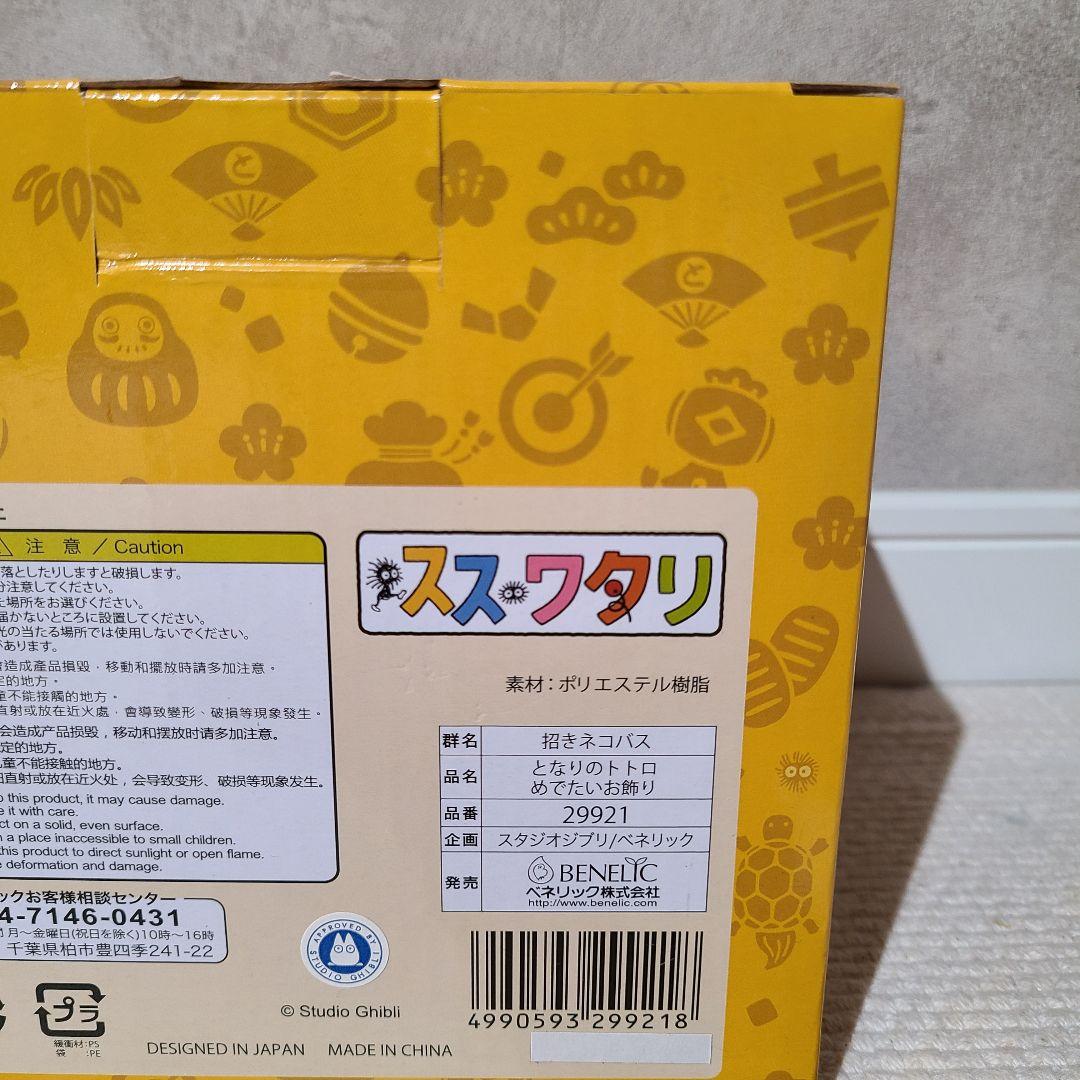 と
と
注 意 / Caution
落としたりしますと破損します。
分注意してください。
た場所をお選びください。
届かないところに設置してください。
光の当たる場所では使用しないでください。
があります。
會造成產品損毀，移動和擺放時請多加注意。
定的地方。
童不能接觸的地方。
直射或放在近火處，會導致變形、破損等現象發生。
会造成产品损毁，移动和摆放时请多加注意。
定的地方。
儿童不能接触的地方。
直射或放在近火处，会导致变形、破损等现象发生。
this product, it may cause damage.
it with care.
on a solid, even surface.
a place inaccessible to small children.
this product to direct sunlight or open flame.
deformation and damage.
ックお客様相談センター
4-7146-0431
月～金曜日(祝日を除く)10時～16時
千葉県柏市豊四季241-22
ススワタリ
素材：ポリエステル樹脂
群名 招きネコバス
品名 となりのトトロ
めでたいお飾り
品番 29921
企画 スタジオジブリ/ベネリック
発売 BENELIC
ベネリック株式会社
http://www.benelic.com
APPROVED BY
STUDIO GHIBLI
© Studio Ghibli
4990593 299218
プラ
緩衝材:PS
袋 :PE
DESIGNED IN JAPAN MADE IN CHINA